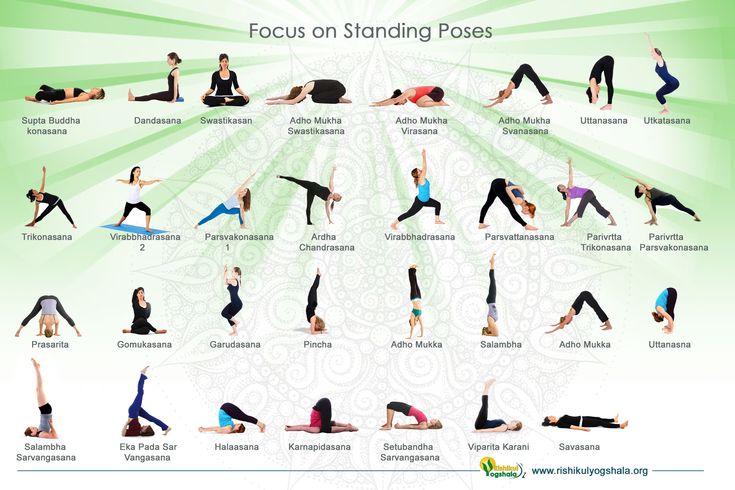 Focus on Standing Poses
Supta Buddha
konasana
Dandasana
Swastikasan
Adho Mukha
Swastikasana
Adho Mukha
Virasana
Adho Mukha
Svanasana
Uttanasana
Utkatasana
Trikonasana
Virabbhadrasana
2
Parsvakonasana
1
Ardha
Chandrasana
Virabbhadrasana
Parsvattanasana
Parivrtta
Trikonasana
Parivrtta
Parsvakonasana
Prasarita
Gomukasana
Garudasana
Pincha
Adho Mukka
Salambha
Adho Mukka
Uttanasna
Salambha
Sarvangasana
Eka Pada Sar
Vangasana
Halaasana
Karnapidasana
Setubandha
Sarvangasana
Viparita Karani
Savasana
Rishikul
Yogshala
www.rishikulyogshala.org